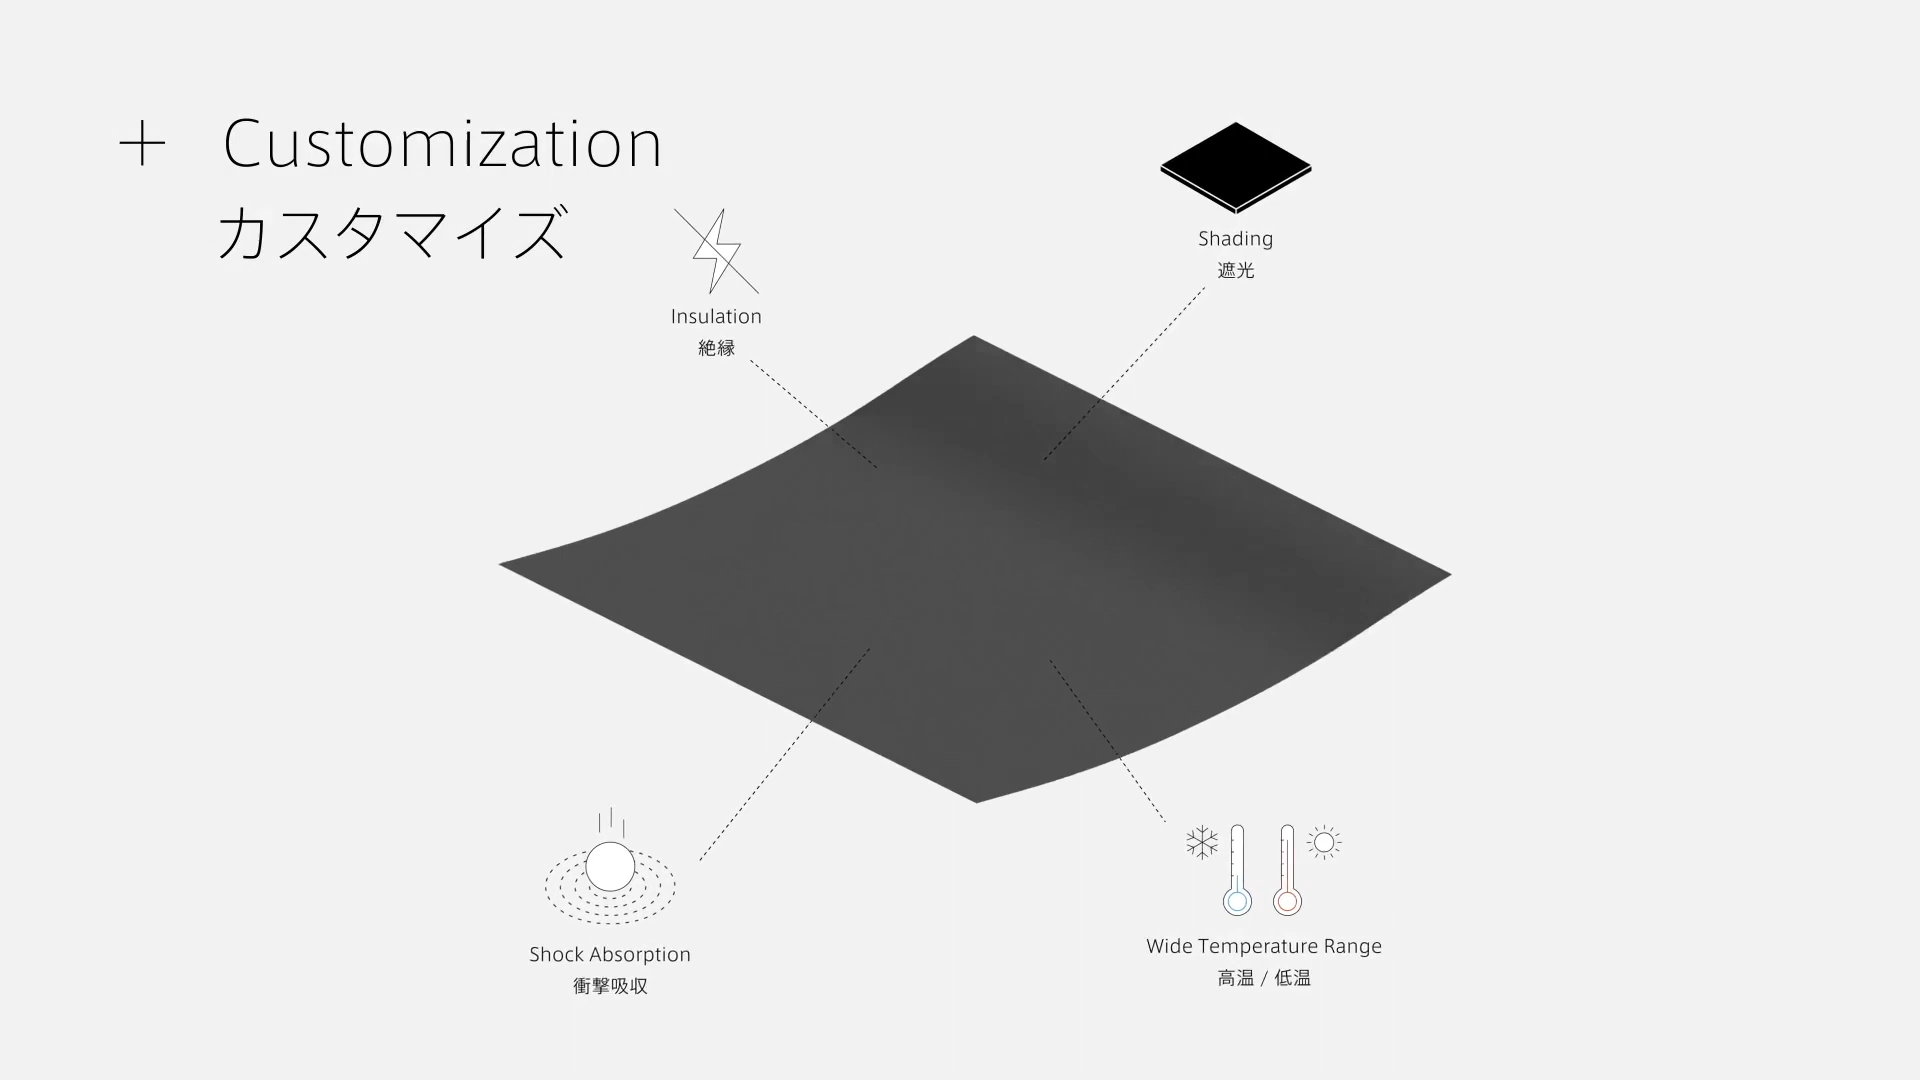 Customization
カスタマイズ
Insulation
絶縁
Shading
遮光
Shock Absorption
衝撃吸収
Wide Temperature Range
高温 / 低温